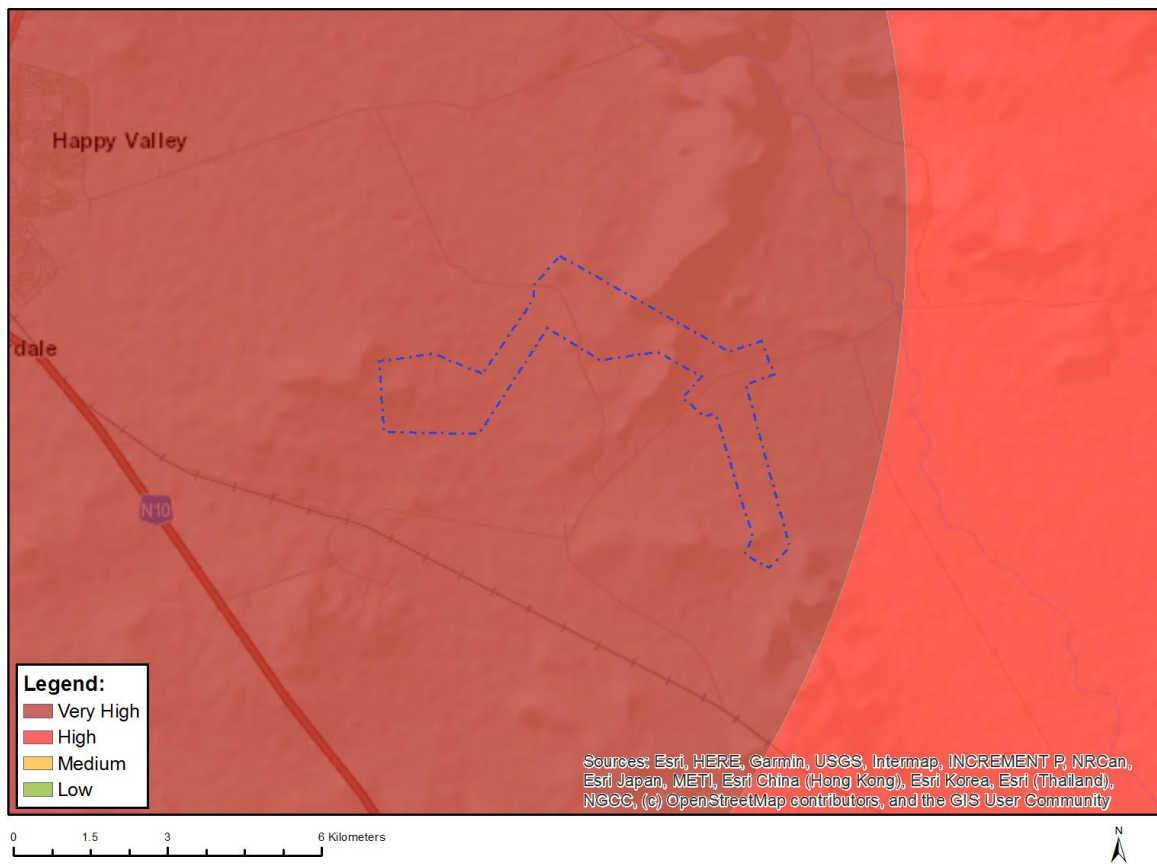 Happy Valley
dale
N10
Legend:
Very High
High
Medium
Low
Sources: Esri, HERE, Garmin, USGS, Intermap, INCREMENT P, NRCan,
Esri Japan, METI, Esri China (Hong Kong), Esri Korea, Esri (Thailand),
NGCC, (c) OpenStreetMap contributors, and the GIS User Community
0 1.5 3 6 Kilometers
N